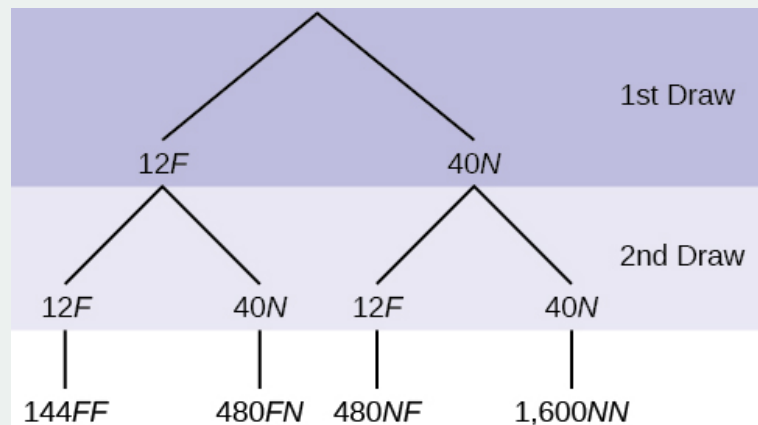 1st Draw
12F 40N
2nd Draw
12F 40N 12F 40N
144FF 480FN 480NF 1,600NN